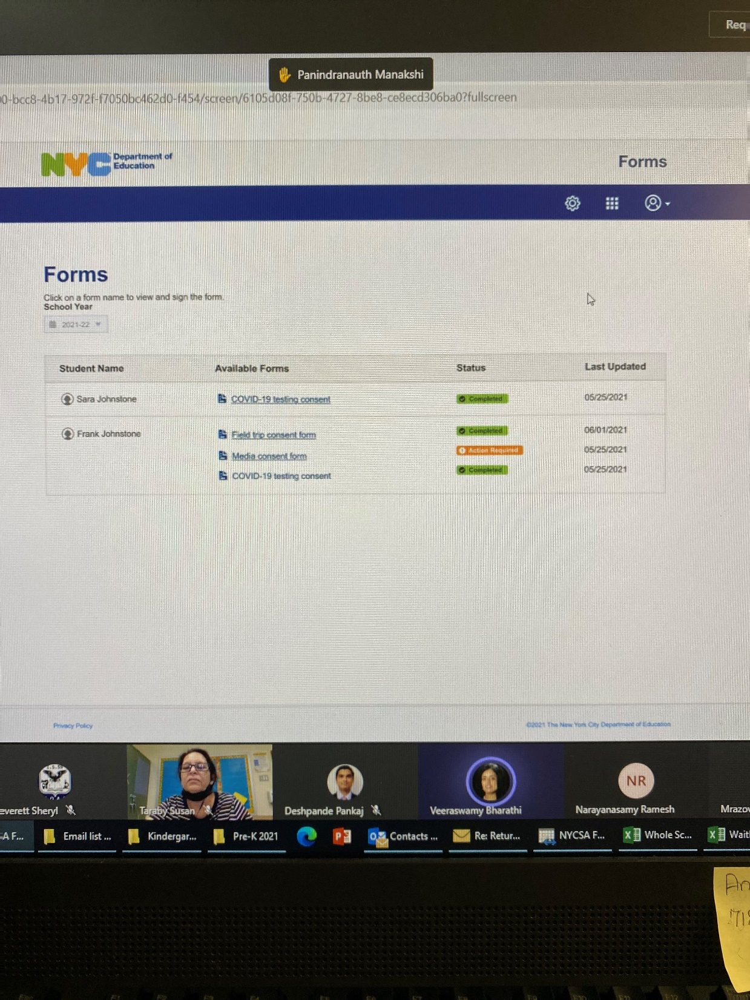 Req
Panindranauth Manakshi
0-bcc8-4b17-972f-f7050bc462d0-f454/screen/6105d08f-750b-4727-8be8-ce8ecd306ba0?fullscreen
NYC Department of
Education
Forms
Forms
Click on a form name to view and sign the form.
School Year
2021-22
Student Name Available Forms Status Last Updated
Sara Johnstone COVID-19 testing consent Completed 05/25/2021
Frank Johnstone Field trip consent form Completed 06/01/2021
Media consent form Action Required 05/25/2021
COVID-19 testing consent Completed 05/25/2021
Privacy Policy ©2021 The New York City Department of Education
NR
everett Sheryl Taraby Susan Deshpande Pankaj Veeraswamy Bharathi Narayanasamy Ramesh Mrazov
A F... Email list ... Kindergar... Pre-K 2021 Contacts ... Re: Retur... NYCSA F... Whole Sc... Wait
An
718